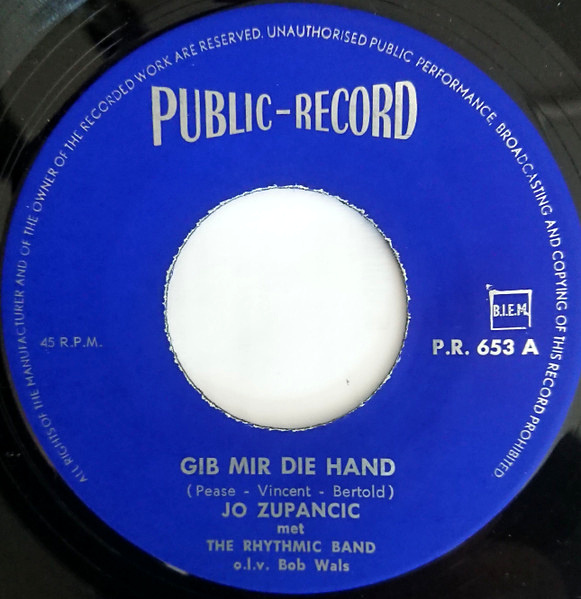 ALL RIGHTS OF THE MANUFACTURER AND OF THE OWNER OF THE RECORDED WORK ARE RESERVED. UNAUTHORISED PUBLIC PERFORMANCE, BROADCASTING AND COPYING OF THIS RECORD PROHIBITED
PUBLIC-RECORD
B.I.E.M.
45 R.P.M.
P.R. 653 A
GIB MIR DIE HAND
(Pease - Vincent - Bertold)
JO ZUPANCIC
met
THE RHYTHMIC BAND
o.l.v. Bob Wals